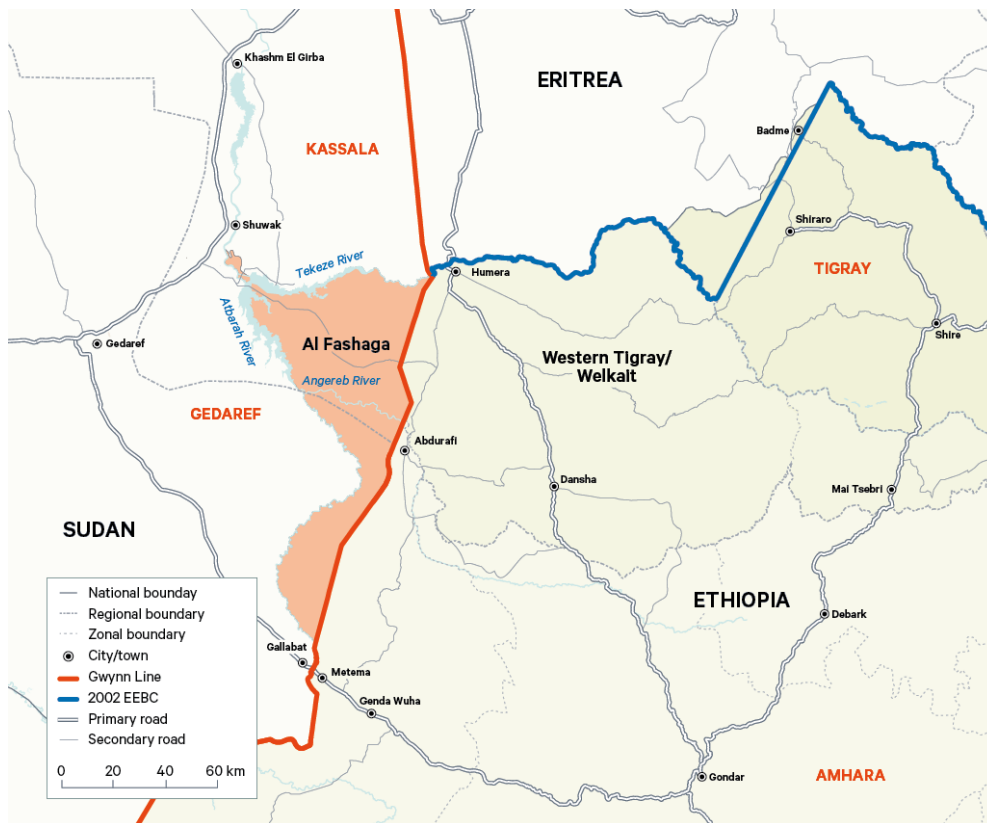 Khashm El Girba
ERITREA
KASSALA
Badme
Shuwak
Shiraro
Tekeze River
Humera
TIGRAY
Atbarah River
Gedaref
Al Fashaga
Shire
Western Tigray/
Welkait
Angereb River
GEDAREF
Abdurafi
Dansha
Mai Tsebri
SUDAN
ETHIOPIA
Debark
National bounday
Regional boundary
Zonal boundary
City/town
Gwynn Line
2002 EEBC
Primary road
Secondary road
0 20 40 60 km
Gallabat
Metema
Genda Wuha
Gondar
AMHARA